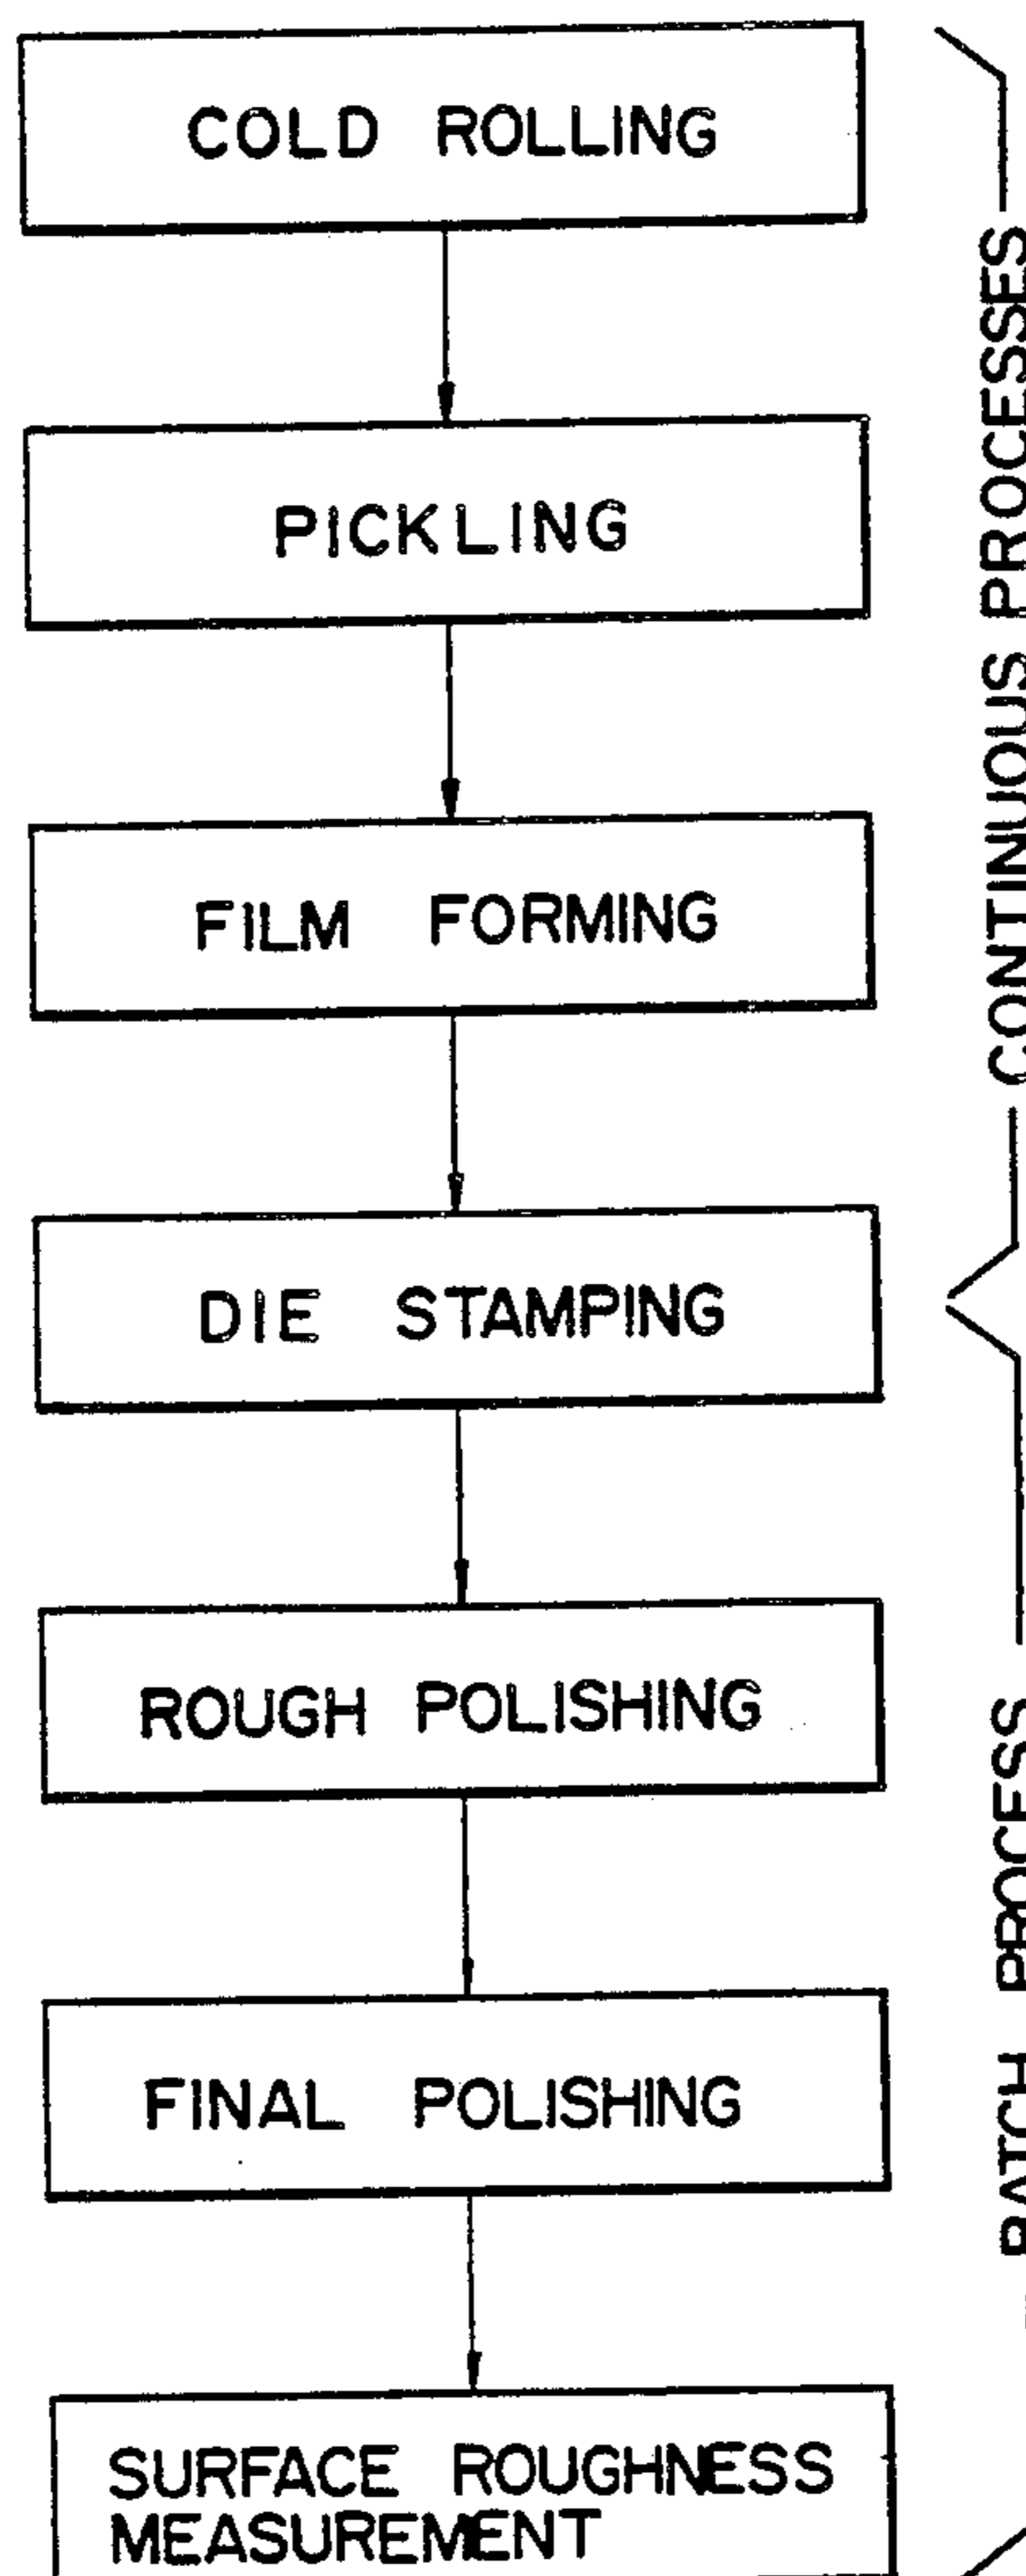 COLD ROLLING
PICKLING
FILM FORMING
DIE STAMPING
ROUGH POLISHING
FINAL POLISHING
SURFACE ROUGHNESS
MEASUREMENT
CONTINUOUS PROCESSES
BATCH PROCESS